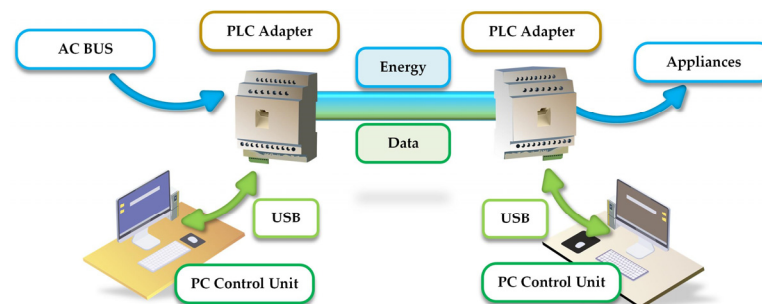 PLC Adapter
PLC Adapter
AC BUS
Energy
Appliances
Data
USB
USB
PC Control Unit
PC Control Unit